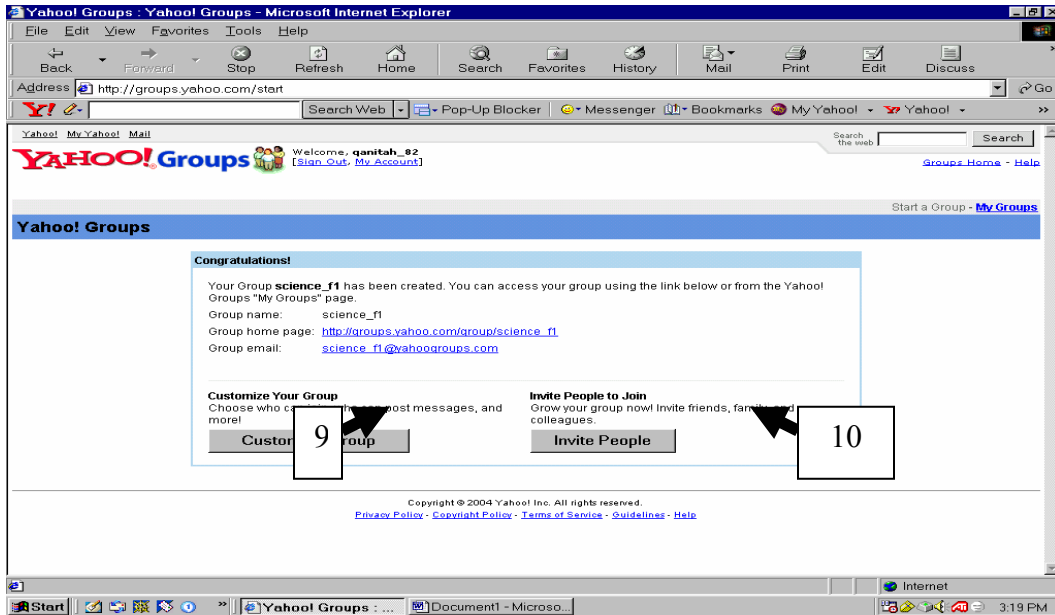 Yahoo! Groups : Yahoo! Groups - Microsoft Internet Explorer
File Edit View Favorites Tools Help
Back Forward Stop Refresh Home Search Favorites History Mail Print Edit Discuss
Address http://groups.yahoo.com/start Go
Y! Search Web Pop-Up Blocker Messenger Bookmarks My Yahoo! Yahoo! »
Yahoo! My Yahoo! Mail
Search the web Search
YAHOO! Groups Welcome, qanitah_82
[Sign Out, My Account]
Groups Home - Help
Start a Group - My Groups
Yahoo! Groups
Congratulations!
Your Group science_f1 has been created. You can access your group using the link below or from the Yahoo!
Groups "My Groups" page.
Group name: science_f1
Group home page: http://groups.yahoo.com/group/science_f1
Group email: science_f1@yahoogroups.com
Customize Your Group
Choose who can post messages, and
more!
9
Invite People to Join
Grow your group now! Invite friends, family, and
colleagues.
Invite People
10
Copyright © 2004 Yahoo! Inc. All rights reserved.
Privacy Policy - Copyright Policy - Terms of Service - Guidelines - Help
Internet
Start » Yahoo! Groups : ... Document1 - Microso... 3:19 PM